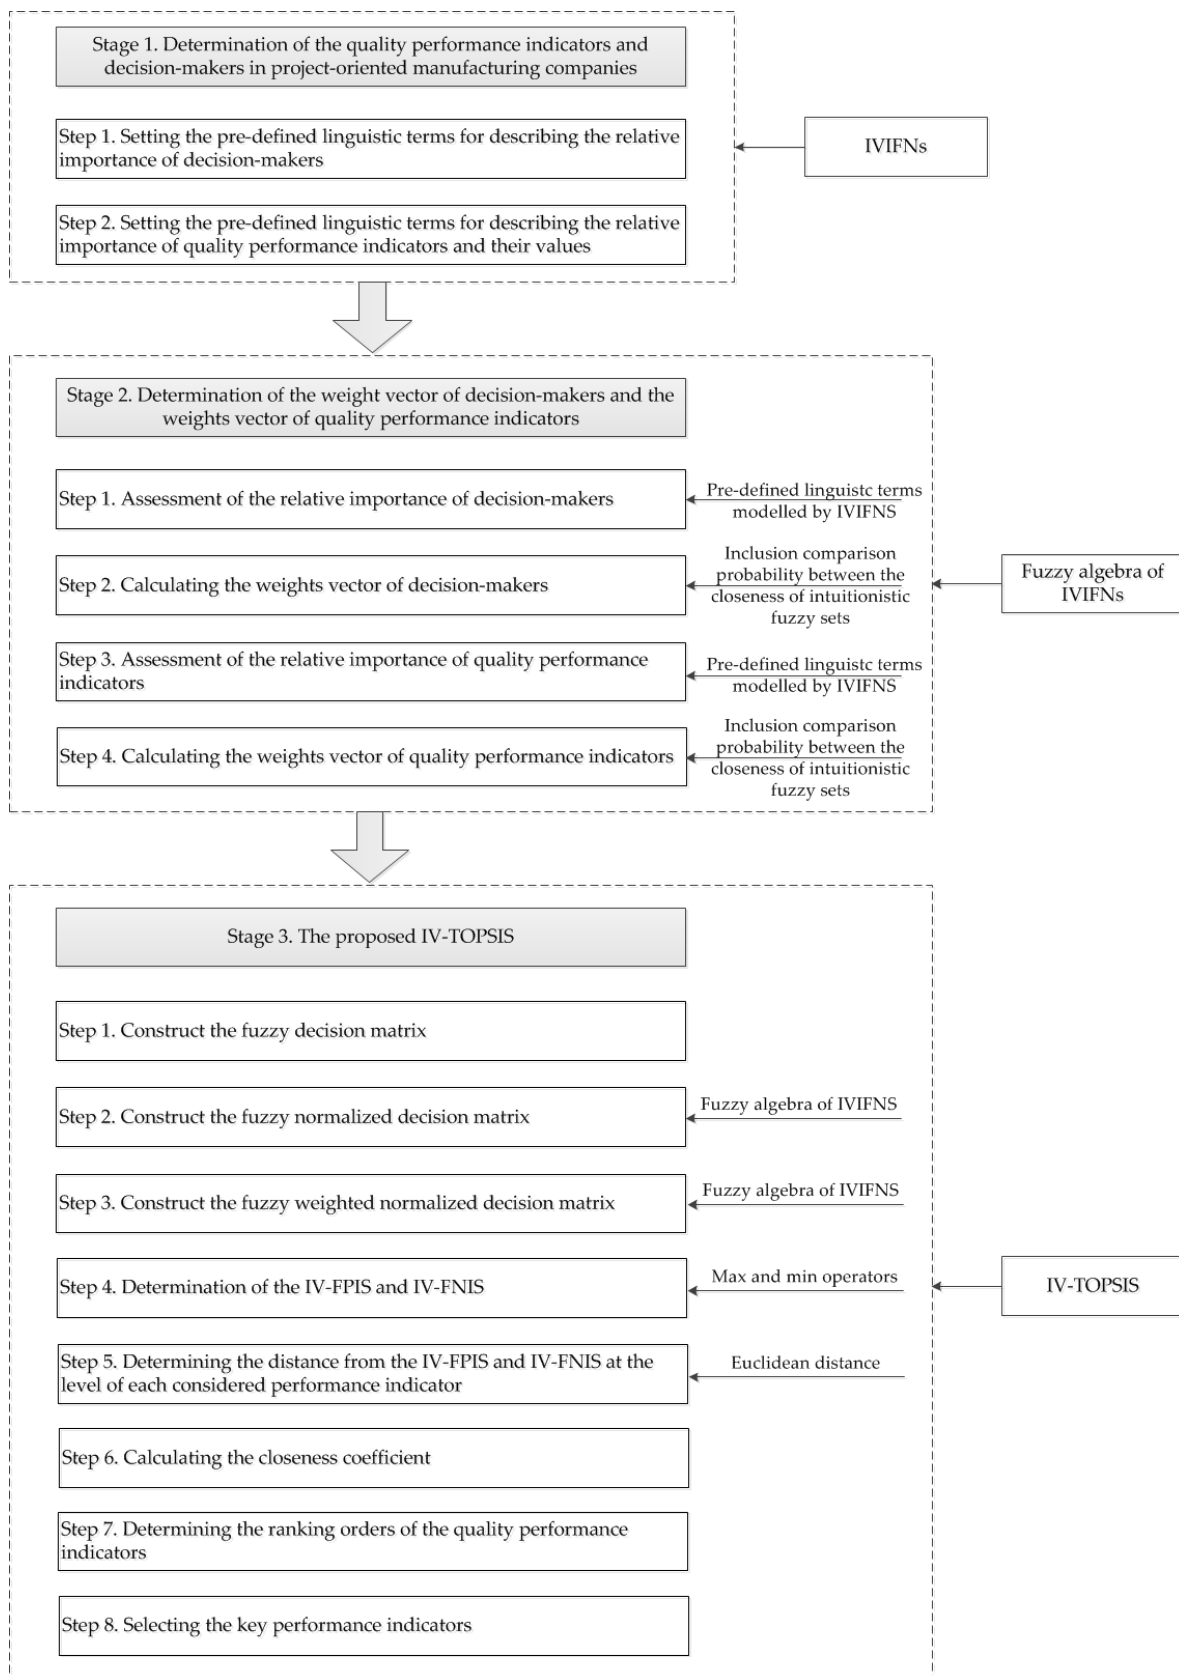 Stage 1. Determination of the quality performance indicators and
decision-makers in project-oriented manufacturing companies
Step 1. Setting the pre-defined linguistic terms for describing the relative
importance of decision-makers
IVIFNs
Step 2. Setting the pre-defined linguistic terms for describing the relative
importance of quality performance indicators and their values
Stage 2. Determination of the weight vector of decision-makers and the
weights vector of quality performance indicators
Step 1. Assessment of the relative importance of decision-makers
Pre-defined linguistc terms
modelled by IVIFNS
Step 2. Calculating the weights vector of decision-makers
Inclusion comparison
probability between the
closeness of intuitionistic
fuzzy sets
Fuzzy algebra of
IVIFNs
Step 3. Assessment of the relative importance of quality performance
indicators
Pre-defined linguistc terms
modelled by IVIFNS
Step 4. Calculating the weights vector of quality performance indicators
Inclusion comparison
probability between the
closeness of intuitionistic
fuzzy sets
Stage 3. The proposed IV-TOPSIS
Step 1. Construct the fuzzy decision matrix
Step 2. Construct the fuzzy normalized decision matrix
Fuzzy algebra of IVIFNS
Step 3. Construct the fuzzy weighted normalized decision matrix
Fuzzy algebra of IVIFNS
Step 4. Determination of the IV-FPIS and IV-FNIS
Max and min operators
IV-TOPSIS
Step 5. Determining the distance from the IV-FPIS and IV-FNIS at the
level of each considered performance indicator
Euclidean distance
Step 6. Calculating the closeness coefficient
Step 7. Determining the ranking orders of the quality performance
indicators
Step 8. Selecting the key performance indicators